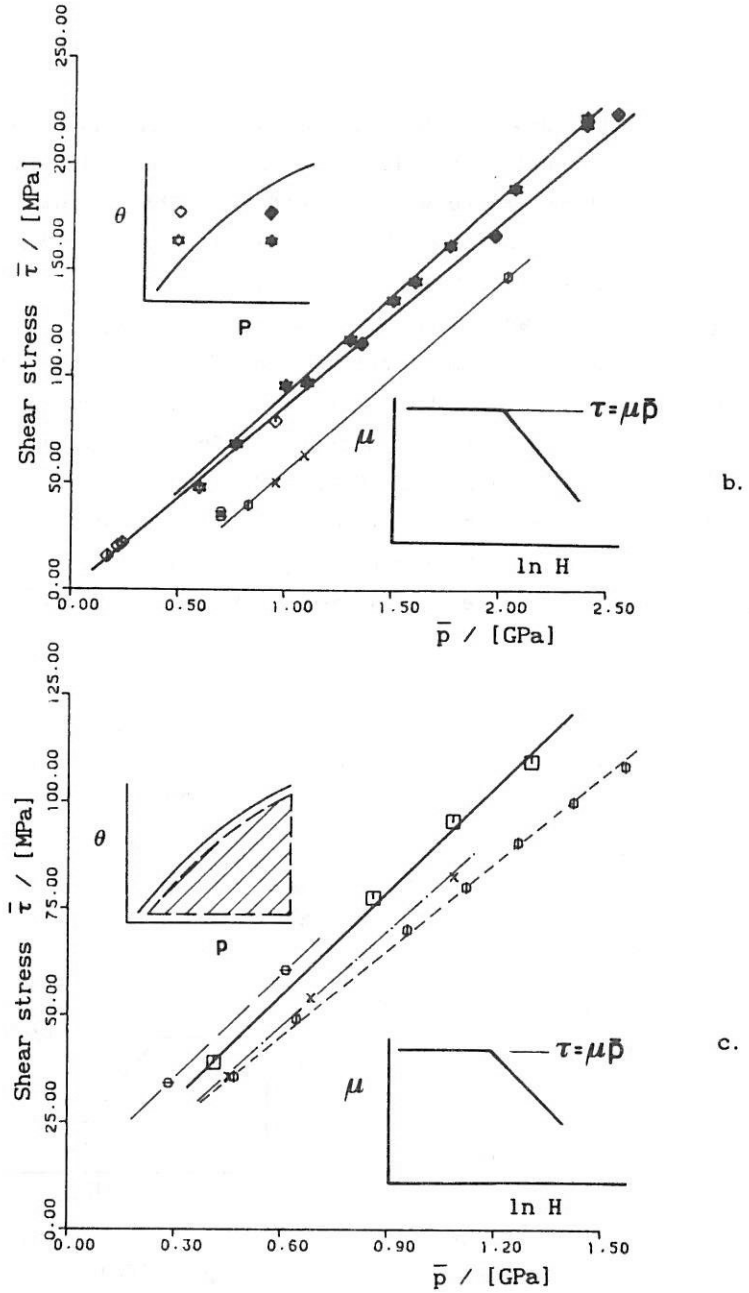 Shear stress τ̄ / [MPa]
250.00
200.00
150.00
100.00
50.00
0.00
θ
P
μ
τ=μp̄
ln H
b.
0.00 0.50 1.00 1.50 2.00 2.50
p̄ / [GPa]
Shear stress τ̄ / [MPa]
125.00
100.00
75.00
50.00
25.00
0.00
θ
p
μ
τ=μp̄
ln H
c.
0.00 0.30 0.60 0.90 1.20 1.50
p̄ / [GPa]